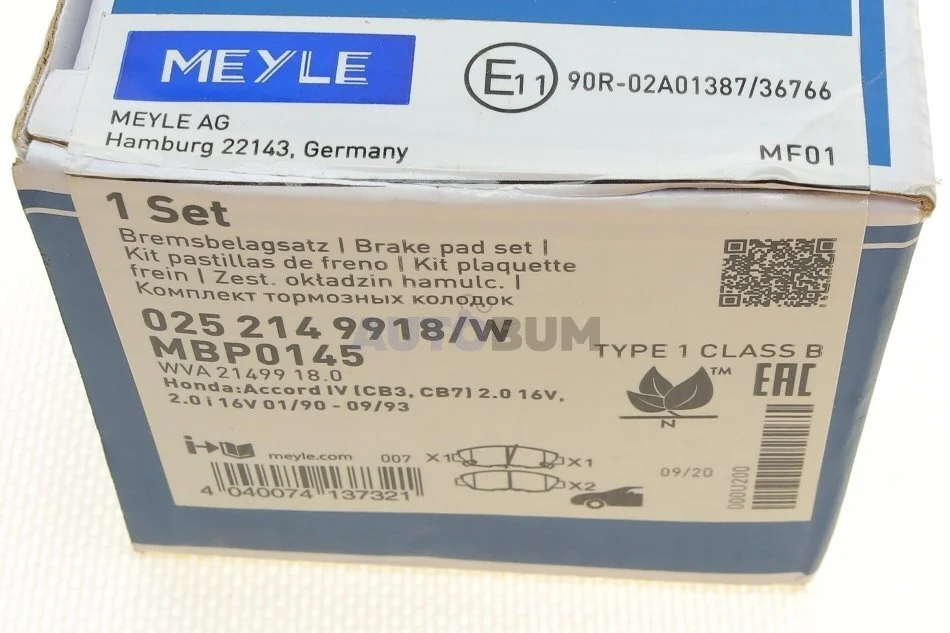 MEYLE
E11 90R-02A01387/36766
MEYLE AG
Hamburg 22143, Germany
MF01
1 Set
Bremsbelagsatz | Brake pad set |
Kit pastillas de freno | Kit plaquette
frein | Zest. okładzin hamulc. |
Комплект тормозных колодок
025 214 9918/W
MBP0145
AUTOBUM
TYPE 1 CLASS B
WVA 21499 18.0
Honda:Accord IV (CB3, CB7) 2.0 16V,
2.0 i 16V 01/90 - 09/93
TM
EAC
N
i
meyle.com 007 X1 X1
X2
09/20
000U200
4 040074 137321